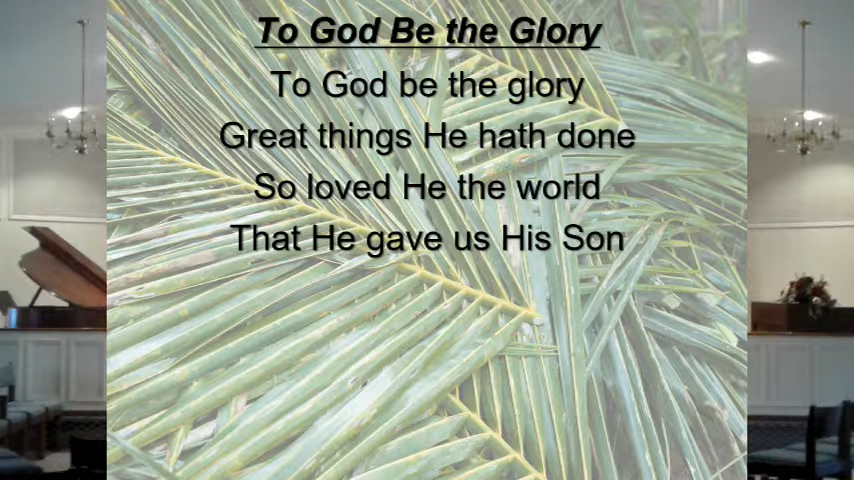 To God Be the Glory
To God be the glory
Great things He hath done
So loved He the world
That He gave us His Son